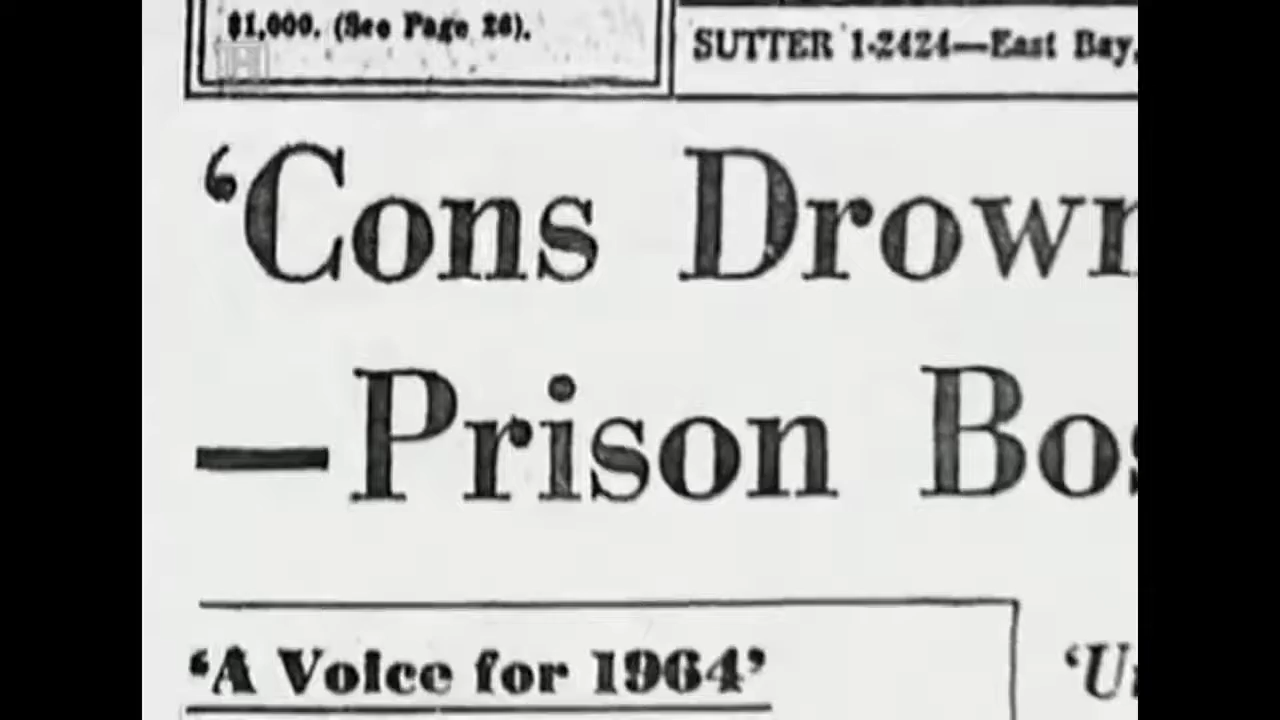 $1,000. (See Page 26).
SUTTER 1-2424—East Bay,
‘Cons Drown
—Prison Bos
‘A Voice for 1964’
‘U